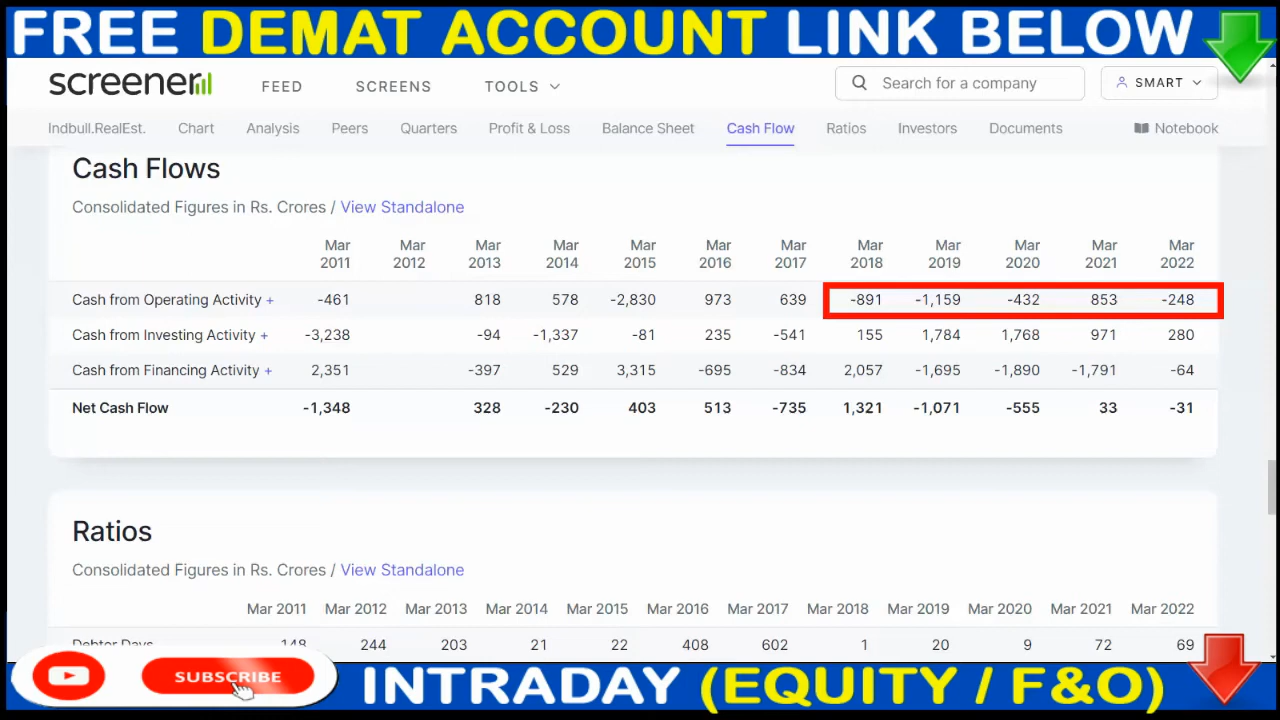 FREE DEMAT ACCOUNT LINK BELOW
screener FEED SCREENS TOOLS Search for a company SMART
Indbull.RealEst. Chart Analysis Peers Quarters Profit & Loss Balance Sheet Cash Flow Ratios Investors Documents Notebook
Cash Flows
Consolidated Figures in Rs. Crores / View Standalone
Mar Mar Mar Mar Mar Mar Mar Mar Mar Mar Mar Mar
2011 2012 2013 2014 2015 2016 2017 2018 2019 2020 2021 2022
Cash from Operating Activity + -461 818 578 -2,830 973 639 -891 -1,159 -432 853 -248
Cash from Investing Activity + -3,238 -94 -1,337 -81 235 -541 155 1,784 1,768 971 280
Cash from Financing Activity + 2,351 -397 529 3,315 -695 -834 2,057 -1,695 -1,890 -1,791 -64
Net Cash Flow -1,348 328 -230 403 513 -735 1,321 -1,071 -555 33 -31
Ratios
Consolidated Figures in Rs. Crores / View Standalone
Mar 2011 Mar 2012 Mar 2013 Mar 2014 Mar 2015 Mar 2016 Mar 2017 Mar 2018 Mar 2019 Mar 2020 Mar 2021 Mar 2022
Debtor Days 148 244 203 21 22 408 602 1 20 9 72 69
SUBSCRIBE
INTRADAY (EQUITY / F&O)